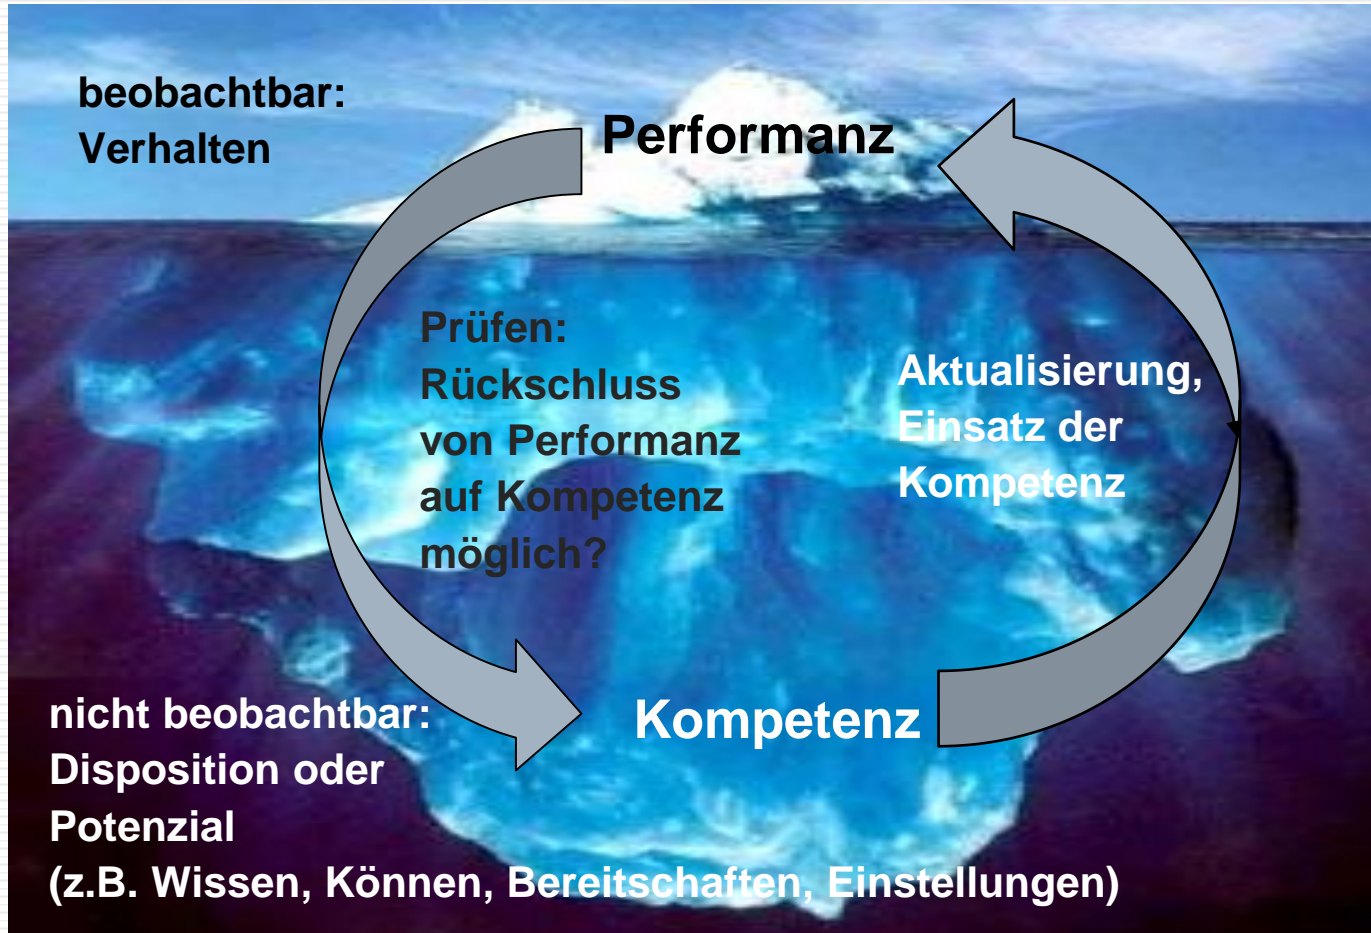 beobachtbar:
Verhalten
Performanz
Prüfen:
Rückschluss
von Performanz
auf Kompetenz
möglich?
Aktualisierung,
Einsatz der
Kompetenz
nicht beobachtbar:
Disposition oder
Potenzial
(z.B. Wissen, Können, Bereitschaften, Einstellungen)
Kompetenz